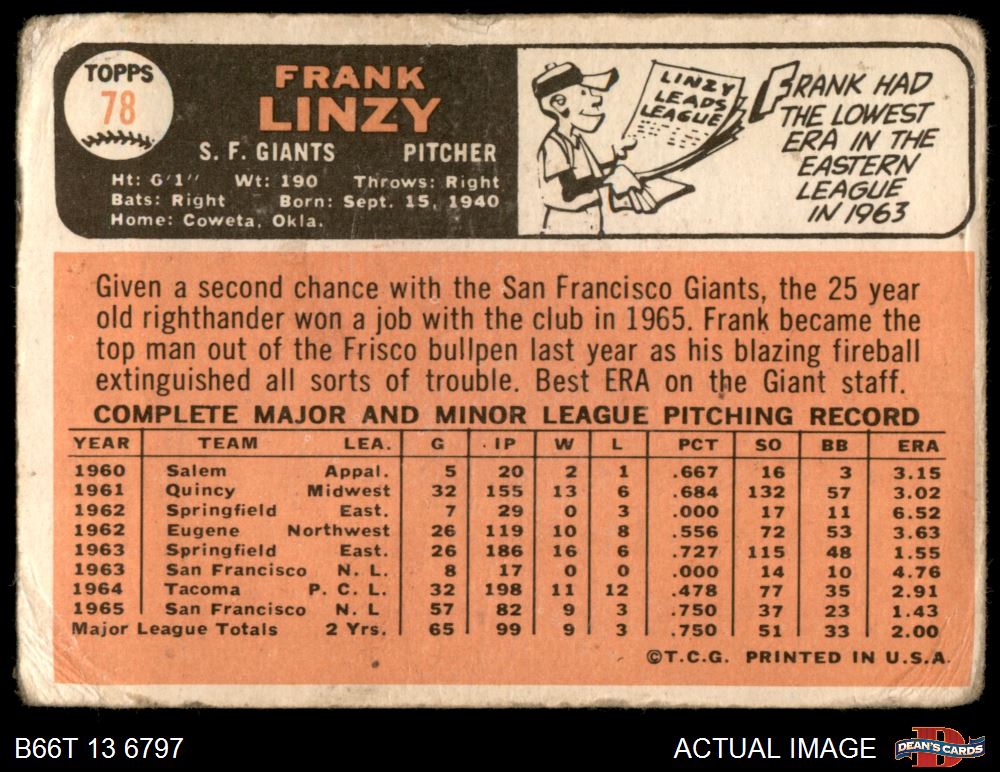 TOPPS
78
FRANK
LINZY
S. F. GIANTS PITCHER
Ht: 6'1" Wt: 190 Throws: Right
Bats: Right Born: Sept. 15, 1940
Home: Coweta, Okla.
LINZY
LEADS
LEAGUE
FRANK HAD
THE LOWEST
ERA IN THE
EASTERN
LEAGUE
IN 1963
Given a second chance with the San Francisco Giants, the 25 year
old righthander won a job with the club in 1965. Frank became the
top man out of the Frisco bullpen last year as his blazing fireball
extinguished all sorts of trouble. Best ERA on the Giant staff.
COMPLETE MAJOR AND MINOR LEAGUE PITCHING RECORD
YEAR TEAM LEA. G IP W L PCT SO BB ERA
1960 Salem Appal. 5 20 2 1 .667 16 3 3.15
1961 Quincy Midwest 32 155 13 6 .684 132 57 3.02
1962 Springfield East. 7 29 0 3 .000 17 11 6.52
1962 Eugene Northwest 26 119 10 8 .556 72 53 3.63
1963 Springfield East. 26 186 16 6 .727 115 48 1.55
1963 San Francisco N. L. 8 17 0 0 .000 14 10 4.76
1964 Tacoma P. C. L. 32 198 11 12 .478 77 35 2.91
1965 San Francisco N. L 57 82 9 3 .750 37 23 1.43
Major League Totals 2 Yrs. 65 99 9 3 .750 51 33 2.00
©T.C.G. PRINTED IN U.S.A.
B66T 13 6797
ACTUAL IMAGE
DEAN'S CARDS